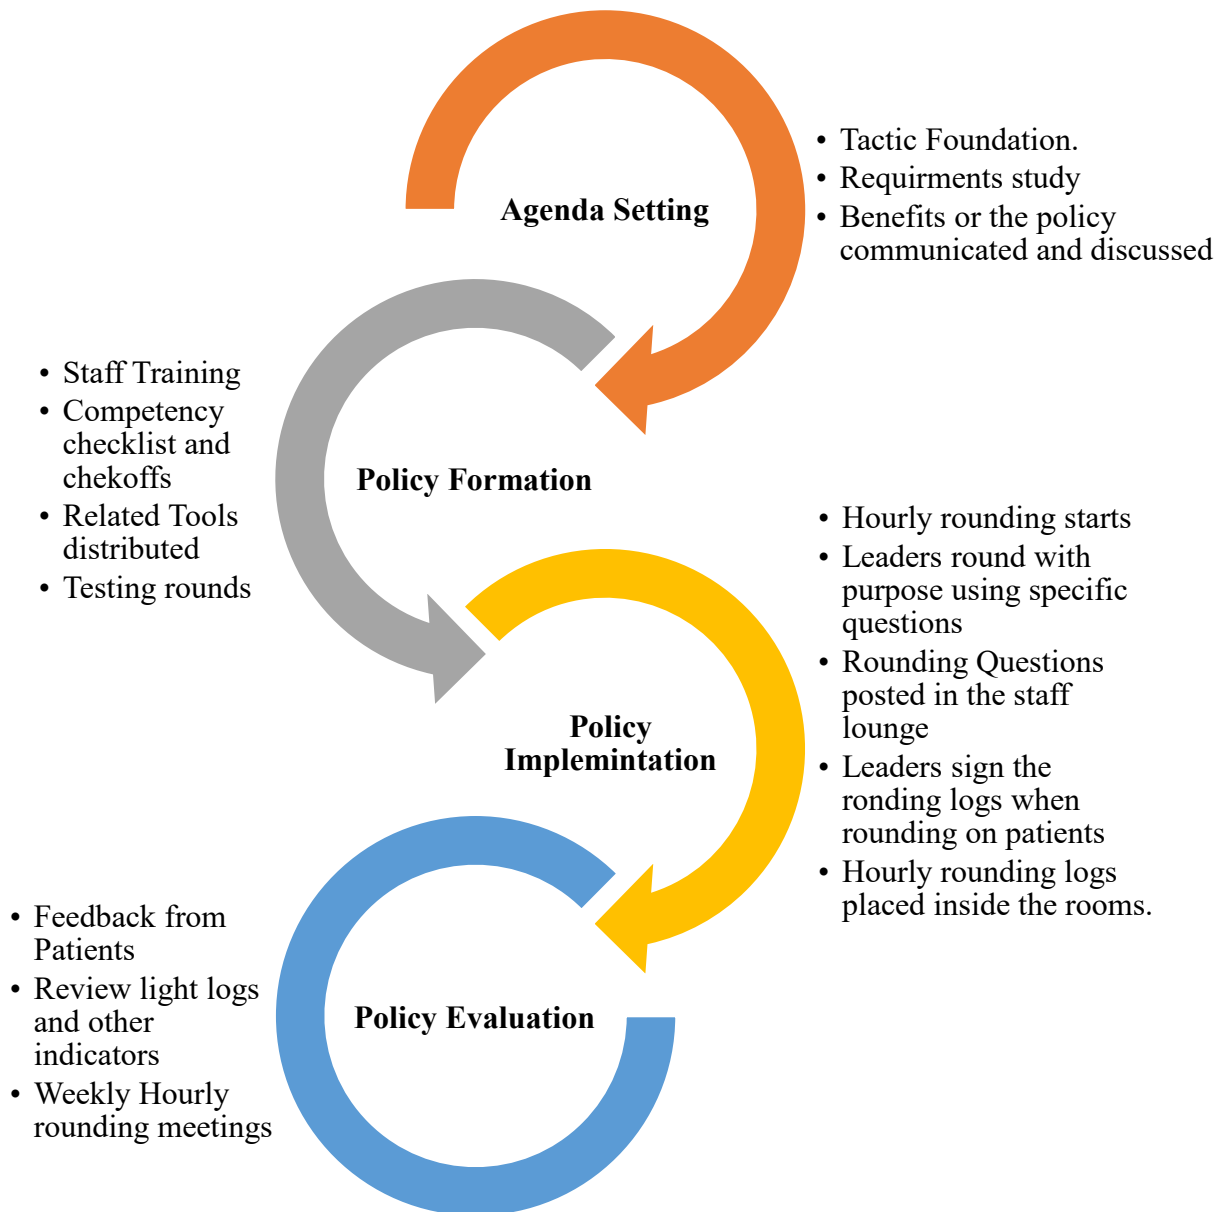 Agenda Setting
• Tactic Foundation.
• Requirments study
• Benefits or the policy
communicated and discussed
Policy Formation
• Staff Training
• Competency
checklist and
chekoffs
• Related Tools
distributed
• Testing rounds
Policy
Implemintation
• Hourly rounding starts
• Leaders round with
purpose using specific
questions
• Rounding Questions
posted in the staff
lounge
• Leaders sign the
ronding logs when
rounding on patients
• Hourly rounding logs
placed inside the rooms.
Policy Evaluation
• Feedback from
Patients
• Review light logs
and other
indicators
• Weekly Hourly
rounding meetings